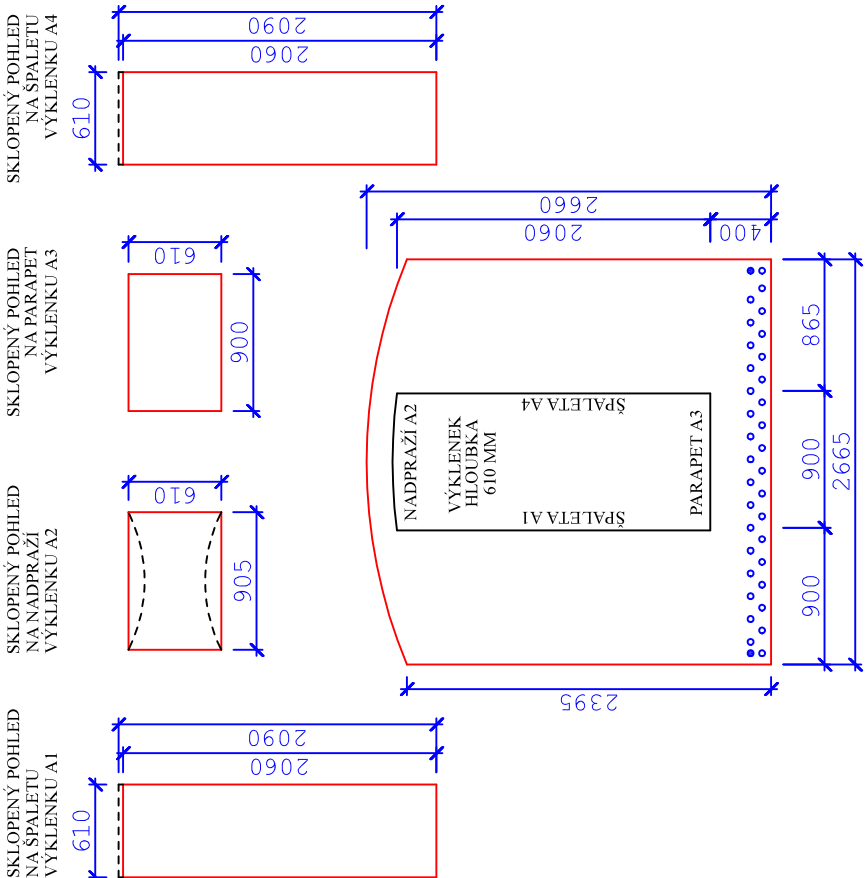 SKLOPENÝ POHLED
NA ŠPALETU
VÝKLENKU A1
610
2060
2090
SKLOPENÝ POHLED
NA NADPRAŽÍ
VÝKLENKU A2
610
905
SKLOPENÝ POHLED
NA PARAPET
VÝKLENKU A3
610
900
SKLOPENÝ POHLED
NA ŠPALETU
VÝKLENKU A4
610
2060
2090
NADPRAŽÍ A2
VÝKLENEK
HLOUBKA
610 MM
ŠPALETA A1
ŠPALETA A4
PARAPET A3
2395
2660
2060
400
900
900
865
2665